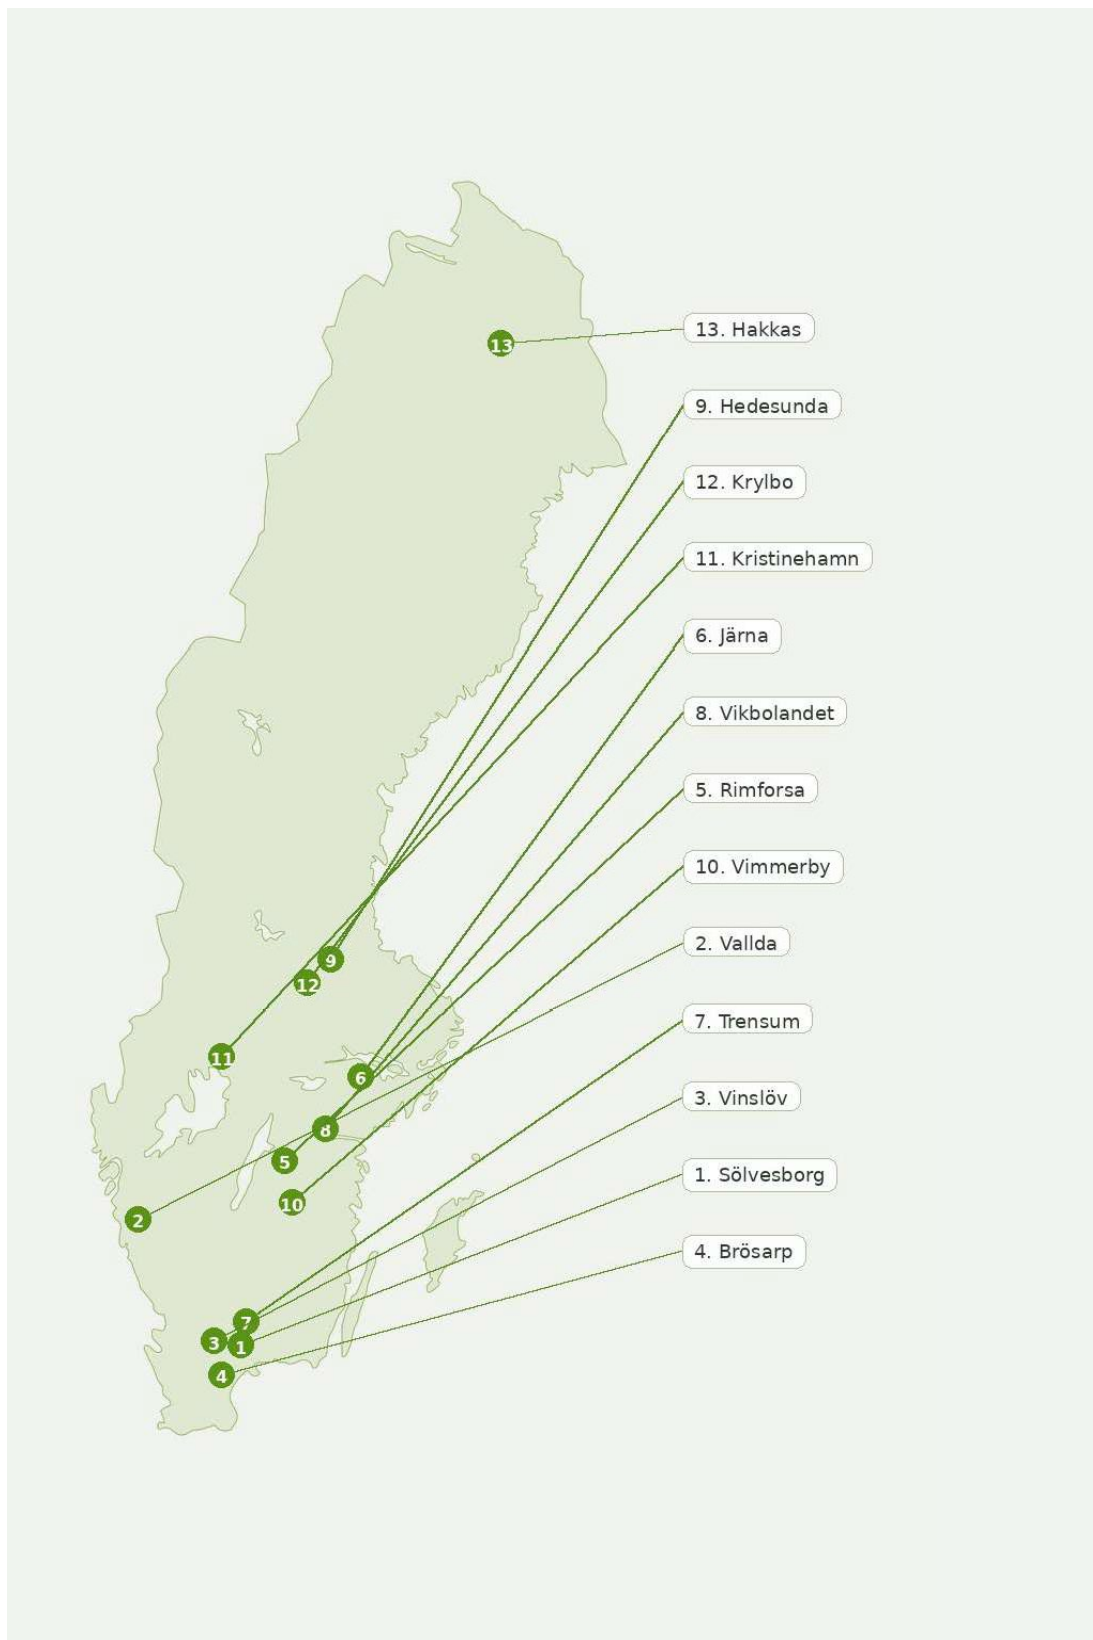 13. Hakkas
9. Hedesunda
12. Krylbo
11. Kristinehamn
6. Järna
8. Vikbolandet
5. Rimforsa
10. Vimmerby
2. Vallda
7. Trensum
3. Vinslöv
1. Sölvesborg
4. Brösarp
13
9
12
11
6
8
5
10
2
7
3
1
4